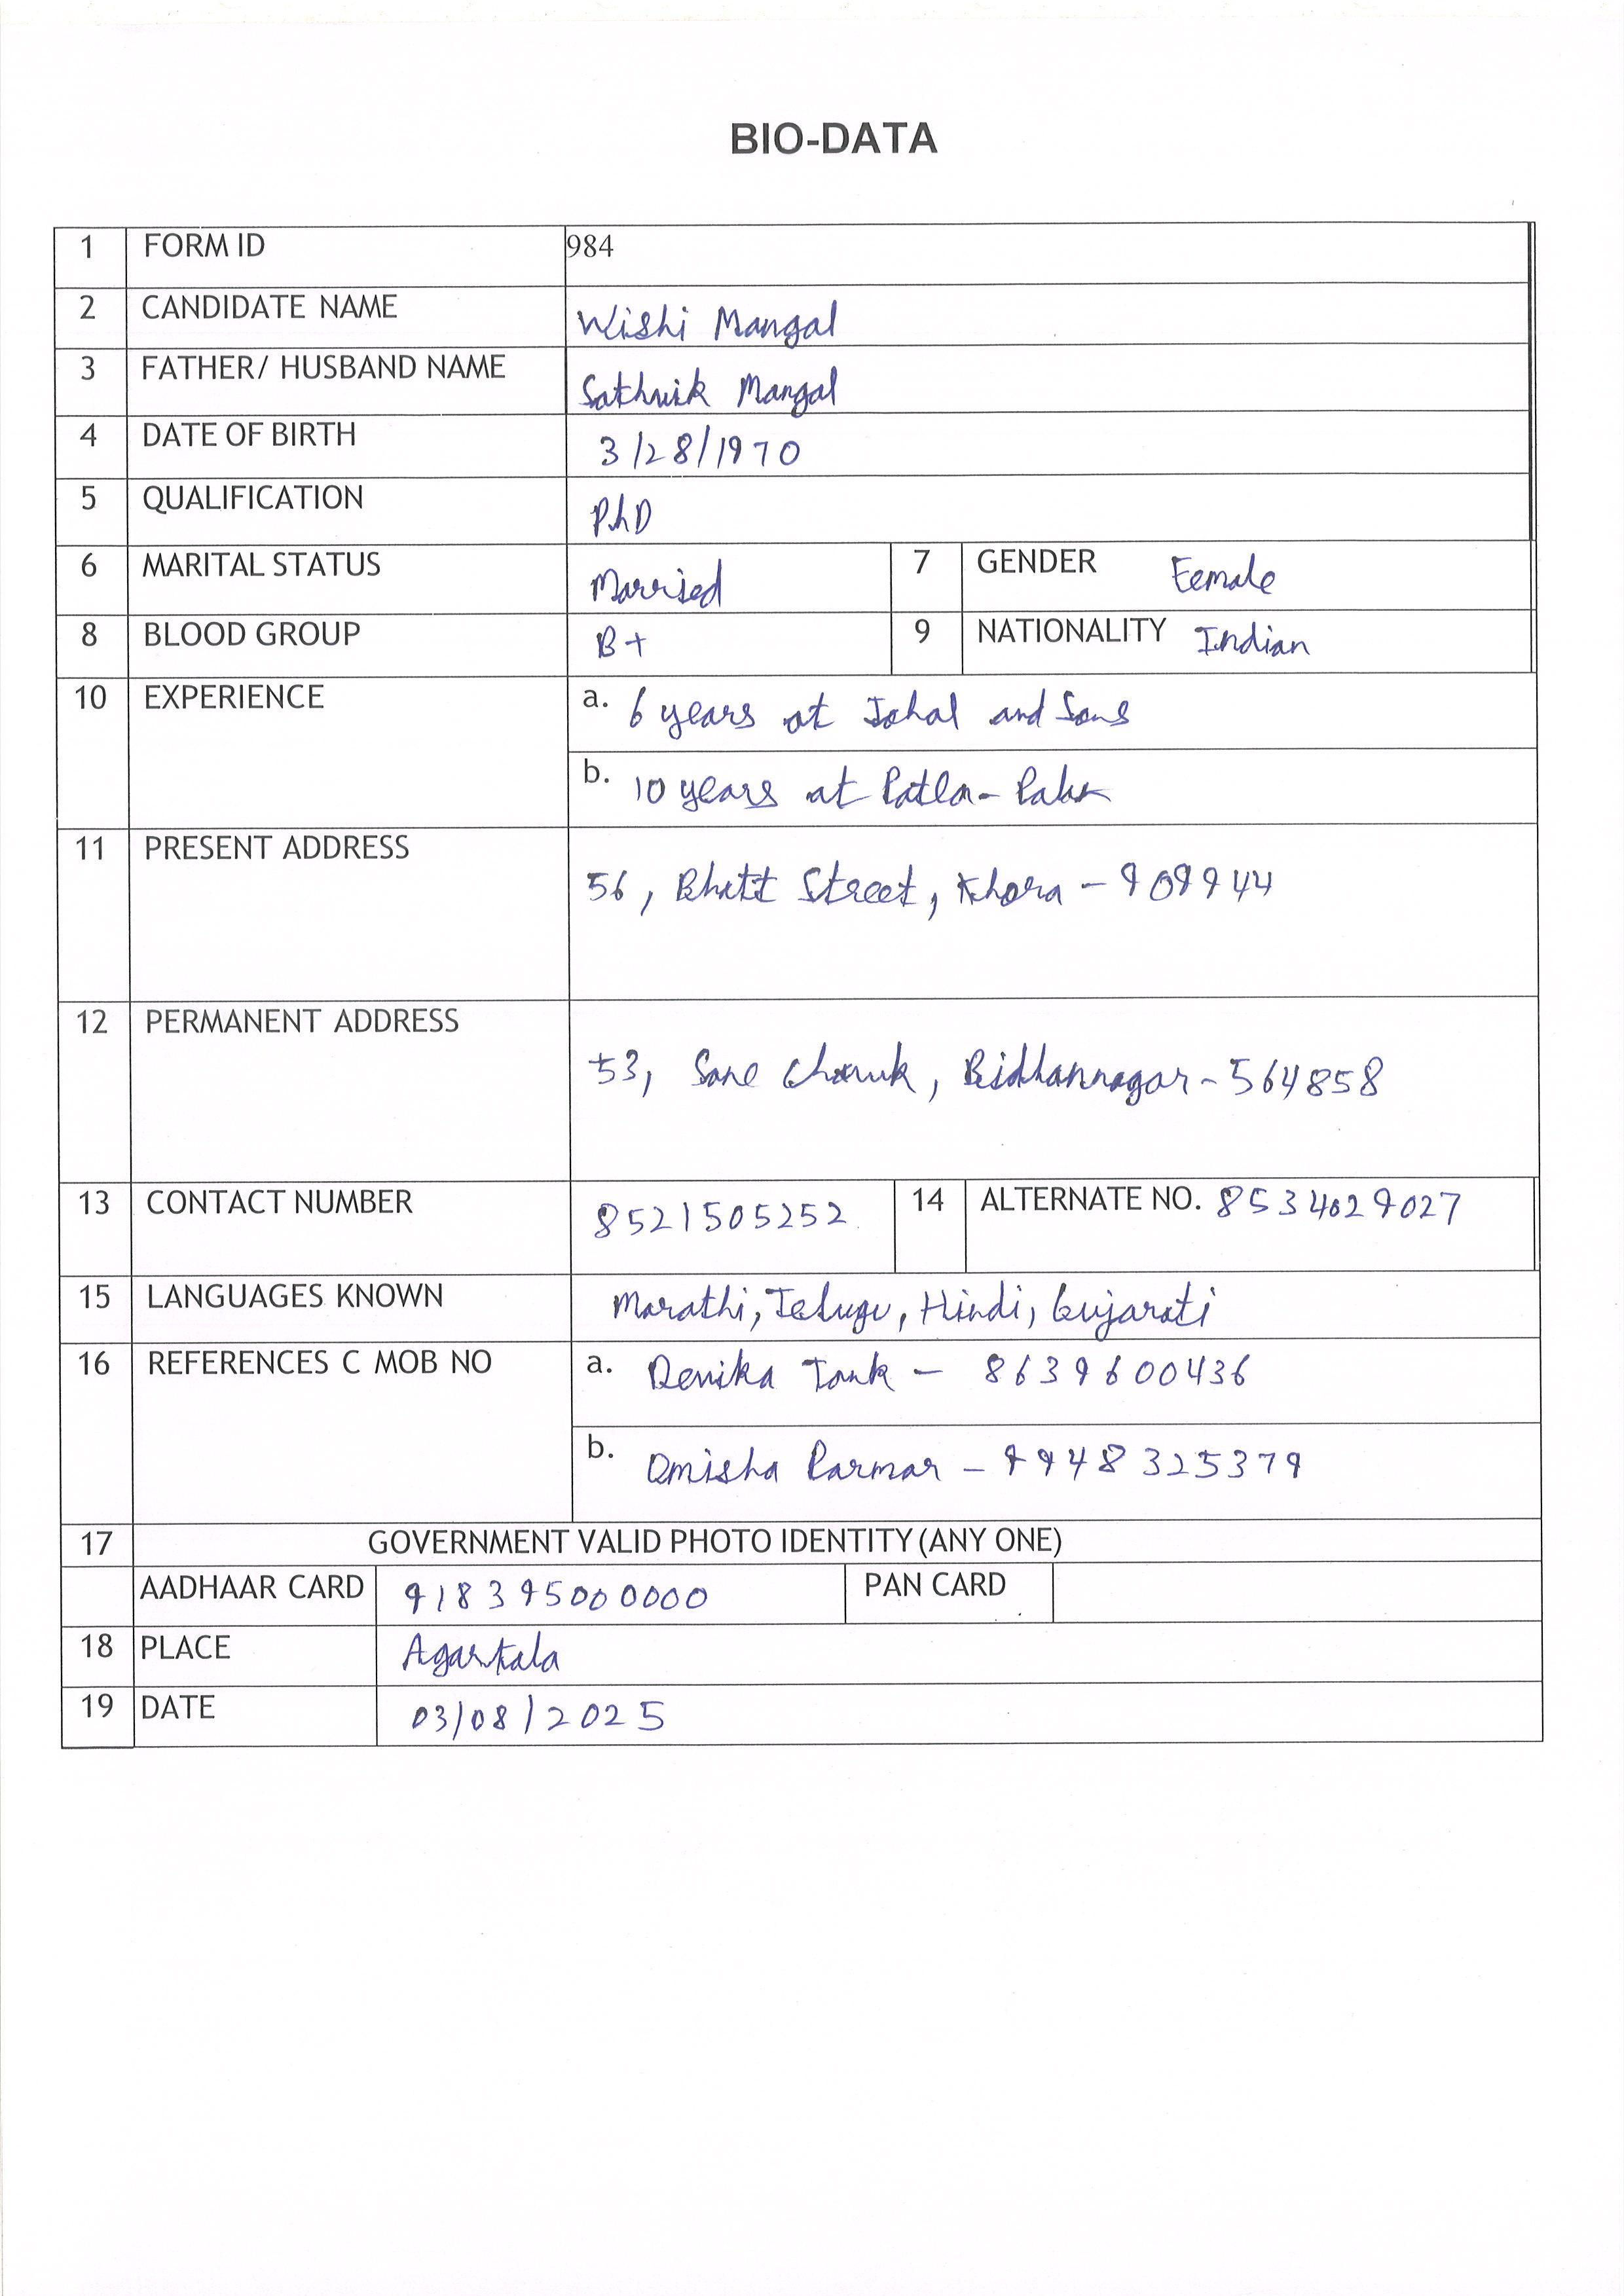 BIO-DATA
1 FORM ID 984
2 CANDIDATE NAME Wishi Mangal
3 FATHER/ HUSBAND NAME Sathvik Mangal
4 DATE OF BIRTH 3/28/1970
5 QUALIFICATION PhD
6 MARITAL STATUS Married 7 GENDER Female
8 BLOOD GROUP B+ 9 NATIONALITY Indian
10 EXPERIENCE a. 6 years at Johal and Sons
b. 10 years at
11 PRESENT ADDRESS
56, Bhatt Street, Khora - 909944
12 PERMANENT ADDRESS
53, Sane Chowk, Bidhannagar - 564858
13 CONTACT NUMBER 8521505252 14 ALTERNATE NO. 8534029027
15 LANGUAGES KNOWN Marathi, Telugu, Hindi, Gujarati
16 REFERENCES C MOB NO a. Tank - 8639600436
b. Omisha Parmar - 9948325379
17 GOVERNMENT VALID PHOTO IDENTITY (ANY ONE)
AADHAAR CARD 918395000000 PAN CARD
18 PLACE Agartala
19 DATE 03/08/2025